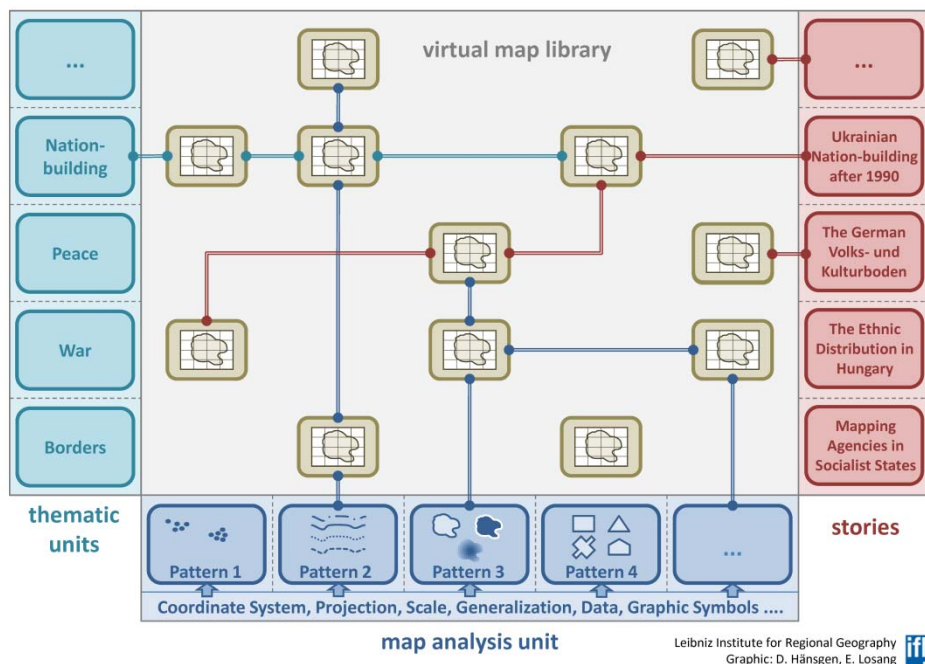 virtual map library
...
Nation-
building
Peace
War
Borders
thematic
units
...
Ukrainian
Nation-building
after 1990
The German
Volks- und
Kulturboden
The Ethnic
Distribution in
Hungary
Mapping
Agencies in
Socialist States
stories
Pattern 1
Pattern 2
Pattern 3
Pattern 4
...
Coordinate System, Projection, Scale, Generalization, Data, Graphic Symbols ....
map analysis unit
Leibniz Institute for Regional Geography
Graphic: D. Hänsgen, E. Losang
ifl